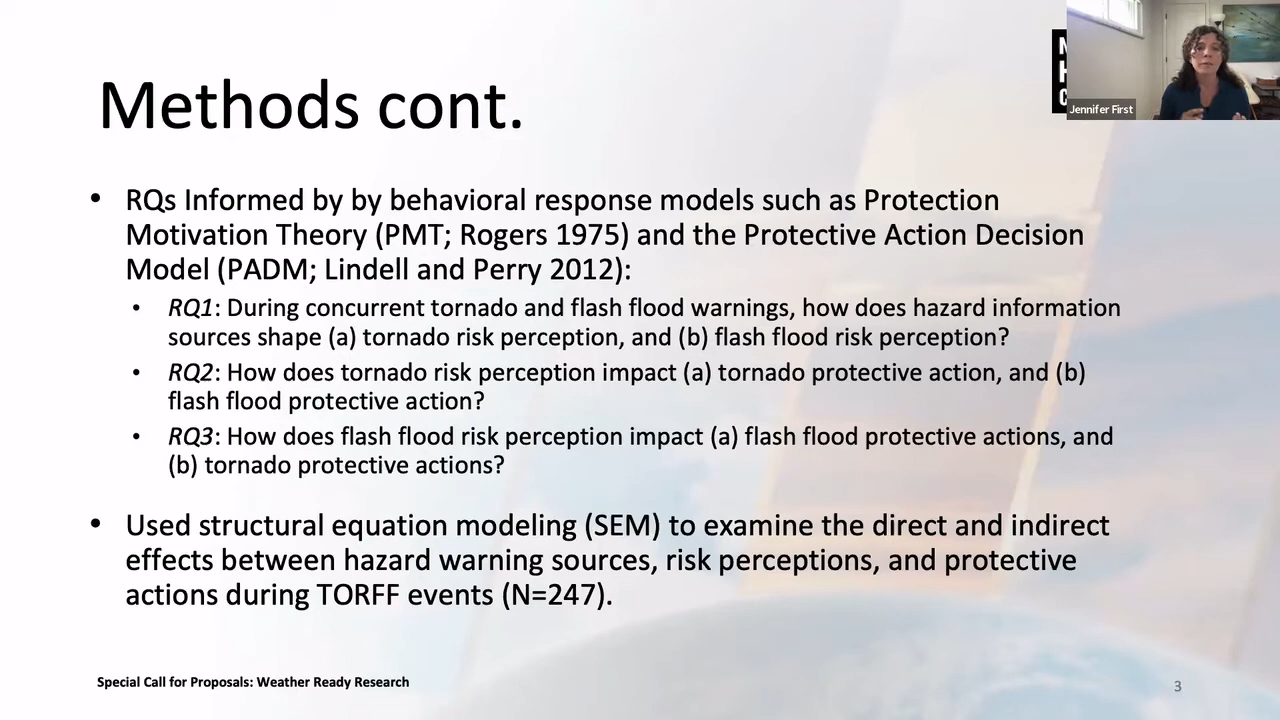 Methods cont.
Jennifer First
• RQs Informed by by behavioral response models such as Protection
Motivation Theory (PMT; Rogers 1975) and the Protective Action Decision
Model (PADM; Lindell and Perry 2012):
• RQ1: During concurrent tornado and flash flood warnings, how does hazard information
sources shape (a) tornado risk perception, and (b) flash flood risk perception?
• RQ2: How does tornado risk perception impact (a) tornado protective action, and (b)
flash flood protective action?
• RQ3: How does flash flood risk perception impact (a) flash flood protective actions, and
(b) tornado protective actions?
• Used structural equation modeling (SEM) to examine the direct and indirect
effects between hazard warning sources, risk perceptions, and protective
actions during TORFF events (N=247).
Special Call for Proposals: Weather Ready Research
3